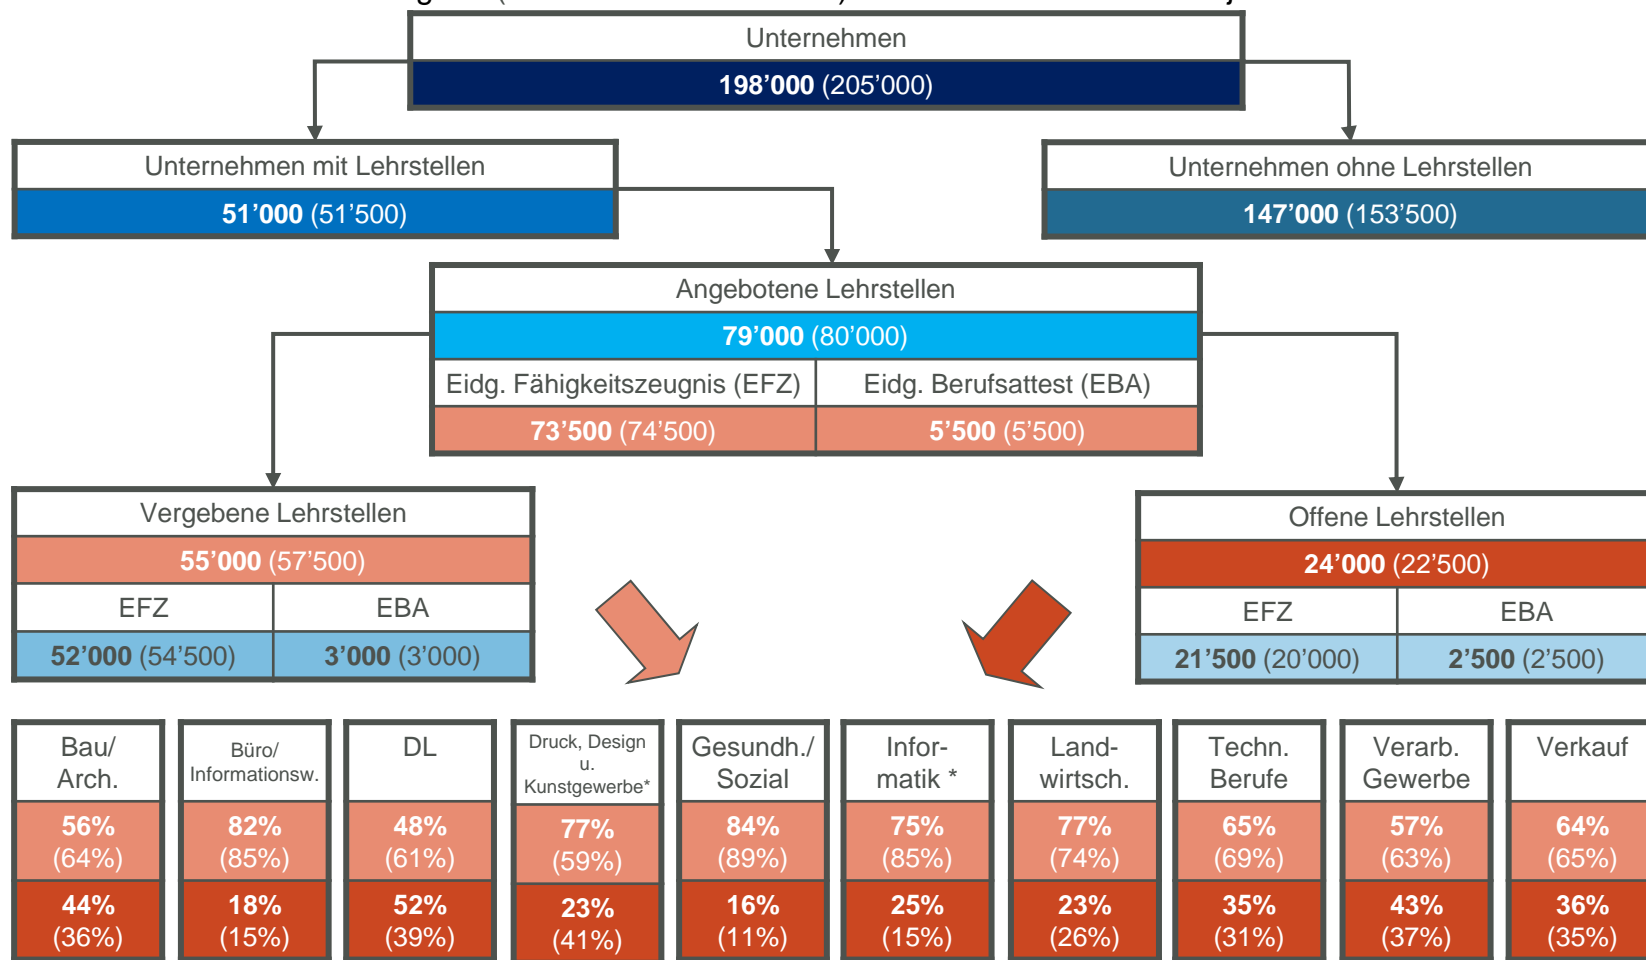 Unternehmen
198’000 (205’000)
Unternehmen mit Lehrstellen
51’000 (51’500)
Unternehmen ohne Lehrstellen
147’000 (153’500)
Angebotene Lehrstellen
79’000 (80’000)
Eidg. Fähigkeitszeugnis (EFZ)
Eidg. Berufsattest (EBA)
73’500 (74’500)
5’500 (5’500)
Vergebene Lehrstellen
55’000 (57’500)
EFZ
EBA
52’000 (54’500)
3’000 (3’000)
Offene Lehrstellen
24’000 (22’500)
EFZ
EBA
21’500 (20’000)
2’500 (2’500)
Bau/
Arch.
56%
(64%)
44%
(36%)
Büro/
Informationsw.
82%
(85%)
18%
(15%)
DL
48%
(61%)
52%
(39%)
Druck, Design
u.
Kunstgewerbe*
77%
(59%)
23%
(41%)
Gesundh./
Sozial
84%
(89%)
16%
(11%)
Infor-
matik *
75%
(85%)
25%
(15%)
Land-
wirtsch.
77%
(74%)
23%
(26%)
Techn.
Berufe
65%
(69%)
35%
(31%)
Verarb.
Gewerbe
57%
(63%)
43%
(37%)
Verkauf
64%
(65%)
36%
(35%)